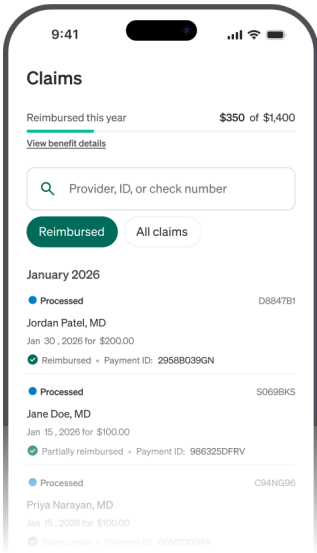 9:41
Claims
Reimbursed this year $350 of $1,400
View benefit details
Provider, ID, or check number
Reimbursed All claims
January 2026
Processed D8847B1
Jordan Patel, MD
Jan 30 , 2026 for $200.00
Reimbursed • Payment ID: 2958B039GN
Processed S069BKS
Jane Doe, MD
Jan 15 , 2026 for $100.00
Partially reimbursed • Payment ID: 986325DFRV
Processed C94NG96
Priya Narayan, MD
Jan 15 , 2026 for $100.00
Reimbursed • Payment ID: